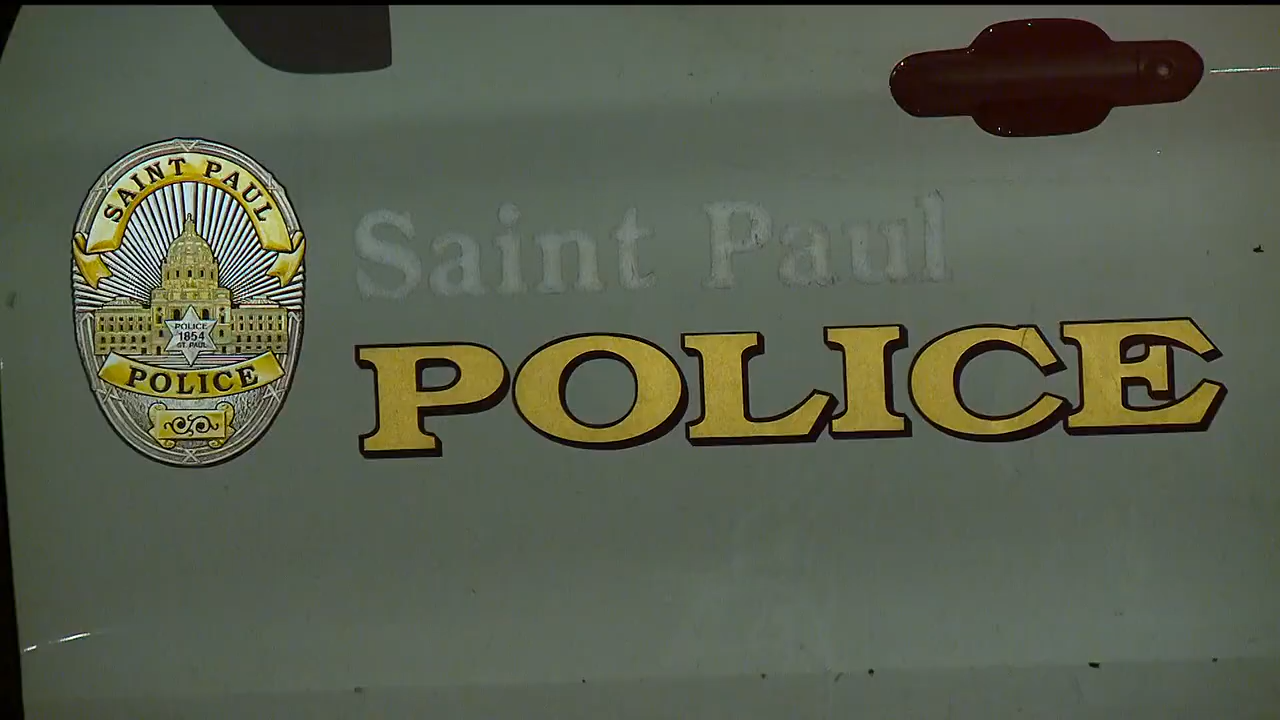 SAINT PAUL
POLICE
1854
ST. PAUL
POLICE
Saint Paul
POLICE